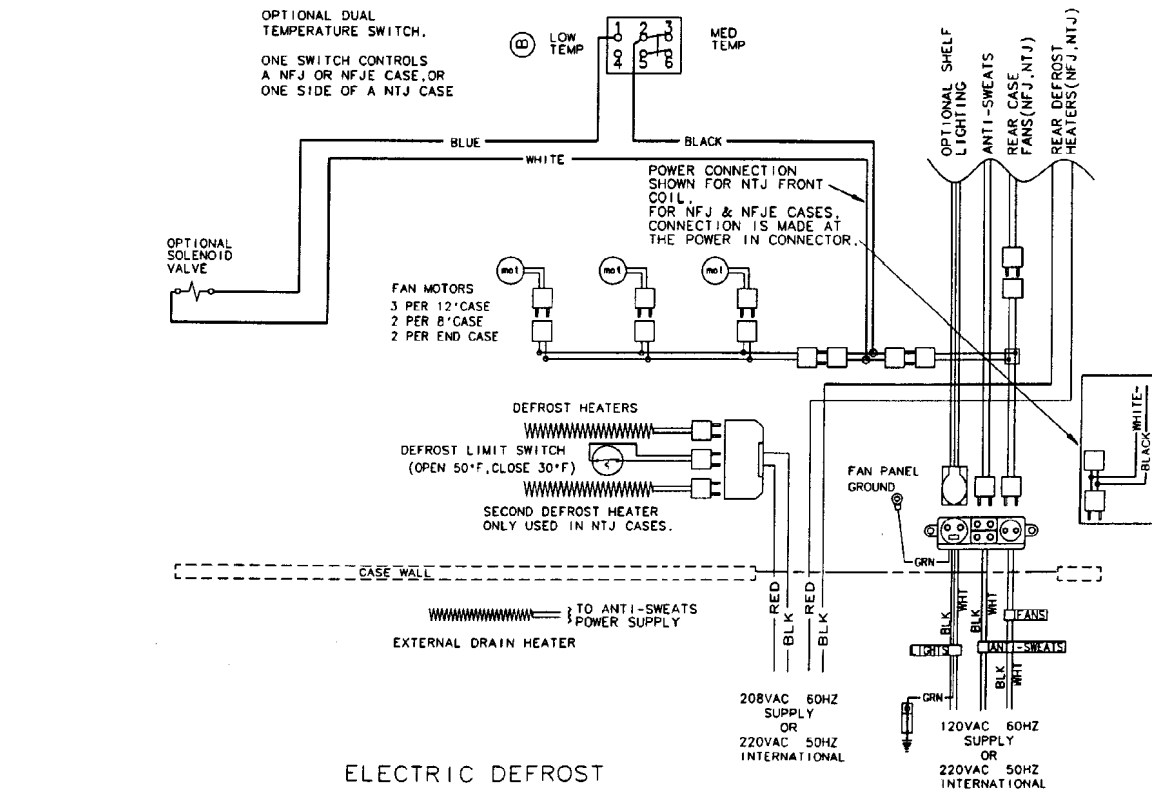 OPTIONAL DUAL
TEMPERATURE SWITCH.
ONE SWITCH CONTROLS
A NFJ OR NFJE CASE,OR
ONE SIDE OF A NTJ CASE
B
LOW
TEMP
1 2 3
4 5 6
MED
TEMP
OPTIONAL SHELF
LIGHTING
ANTI-SWEATS
REAR CASE
FANS(NFJ,NTJ)
REAR DEFROST
HEATERS(NFJ,NTJ)
BLUE
BLACK
WHITE
POWER CONNECTION
SHOWN FOR NTJ FRONT
COIL.
FOR NFJ & NFJE CASES,
CONNECTION IS MADE AT
THE POWER IN CONNECTOR.
OPTIONAL
SOLENOID
VALVE
FAN MOTORS
3 PER 12'CASE
2 PER 8'CASE
2 PER END CASE
mot
mot
mot
DEFROST HEATERS
DEFROST LIMIT SWITCH
(OPEN 50°F,CLOSE 30°F)
SECOND DEFROST HEATER
ONLY USED IN NTJ CASES.
FAN PANEL
GROUND
WHITE
BLACK
GRN
CASE WALL
RED
BLK
RED
BLK
BLK
WHT
BLK
WHT
FANS
LIGHTS
ANTI-SWEATS
BLK
WHT
GRN
TO ANTI-SWEATS
POWER SUPPLY
EXTERNAL DRAIN HEATER
208VAC 60HZ
SUPPLY
OR
220VAC 50HZ
INTERNATIONAL
120VAC 60HZ
SUPPLY
OR
220VAC 50HZ
INTERNATIONAL
ELECTRIC DEFROST